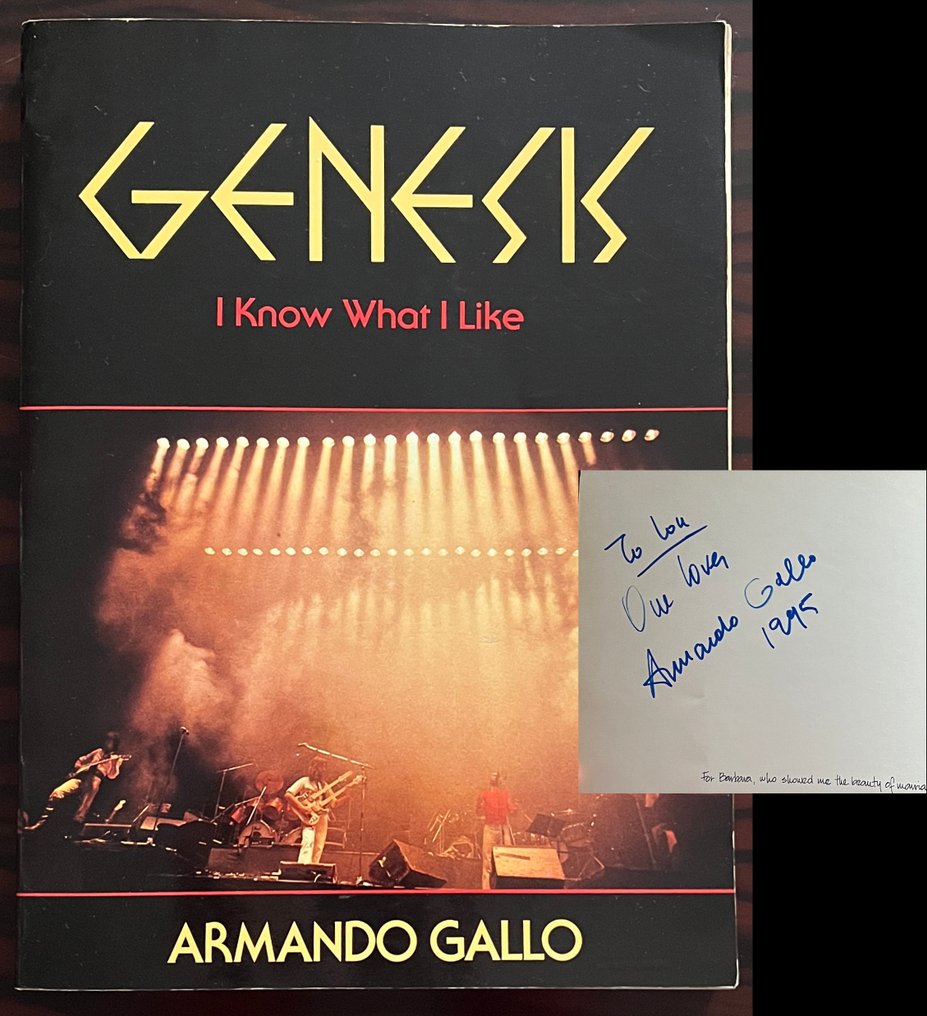 GENESIS
I Know What I Like
ARMANDO GALLO
To Lou
One love,
Armando Gallo
1995
For Barbara, who showed me the beauty of